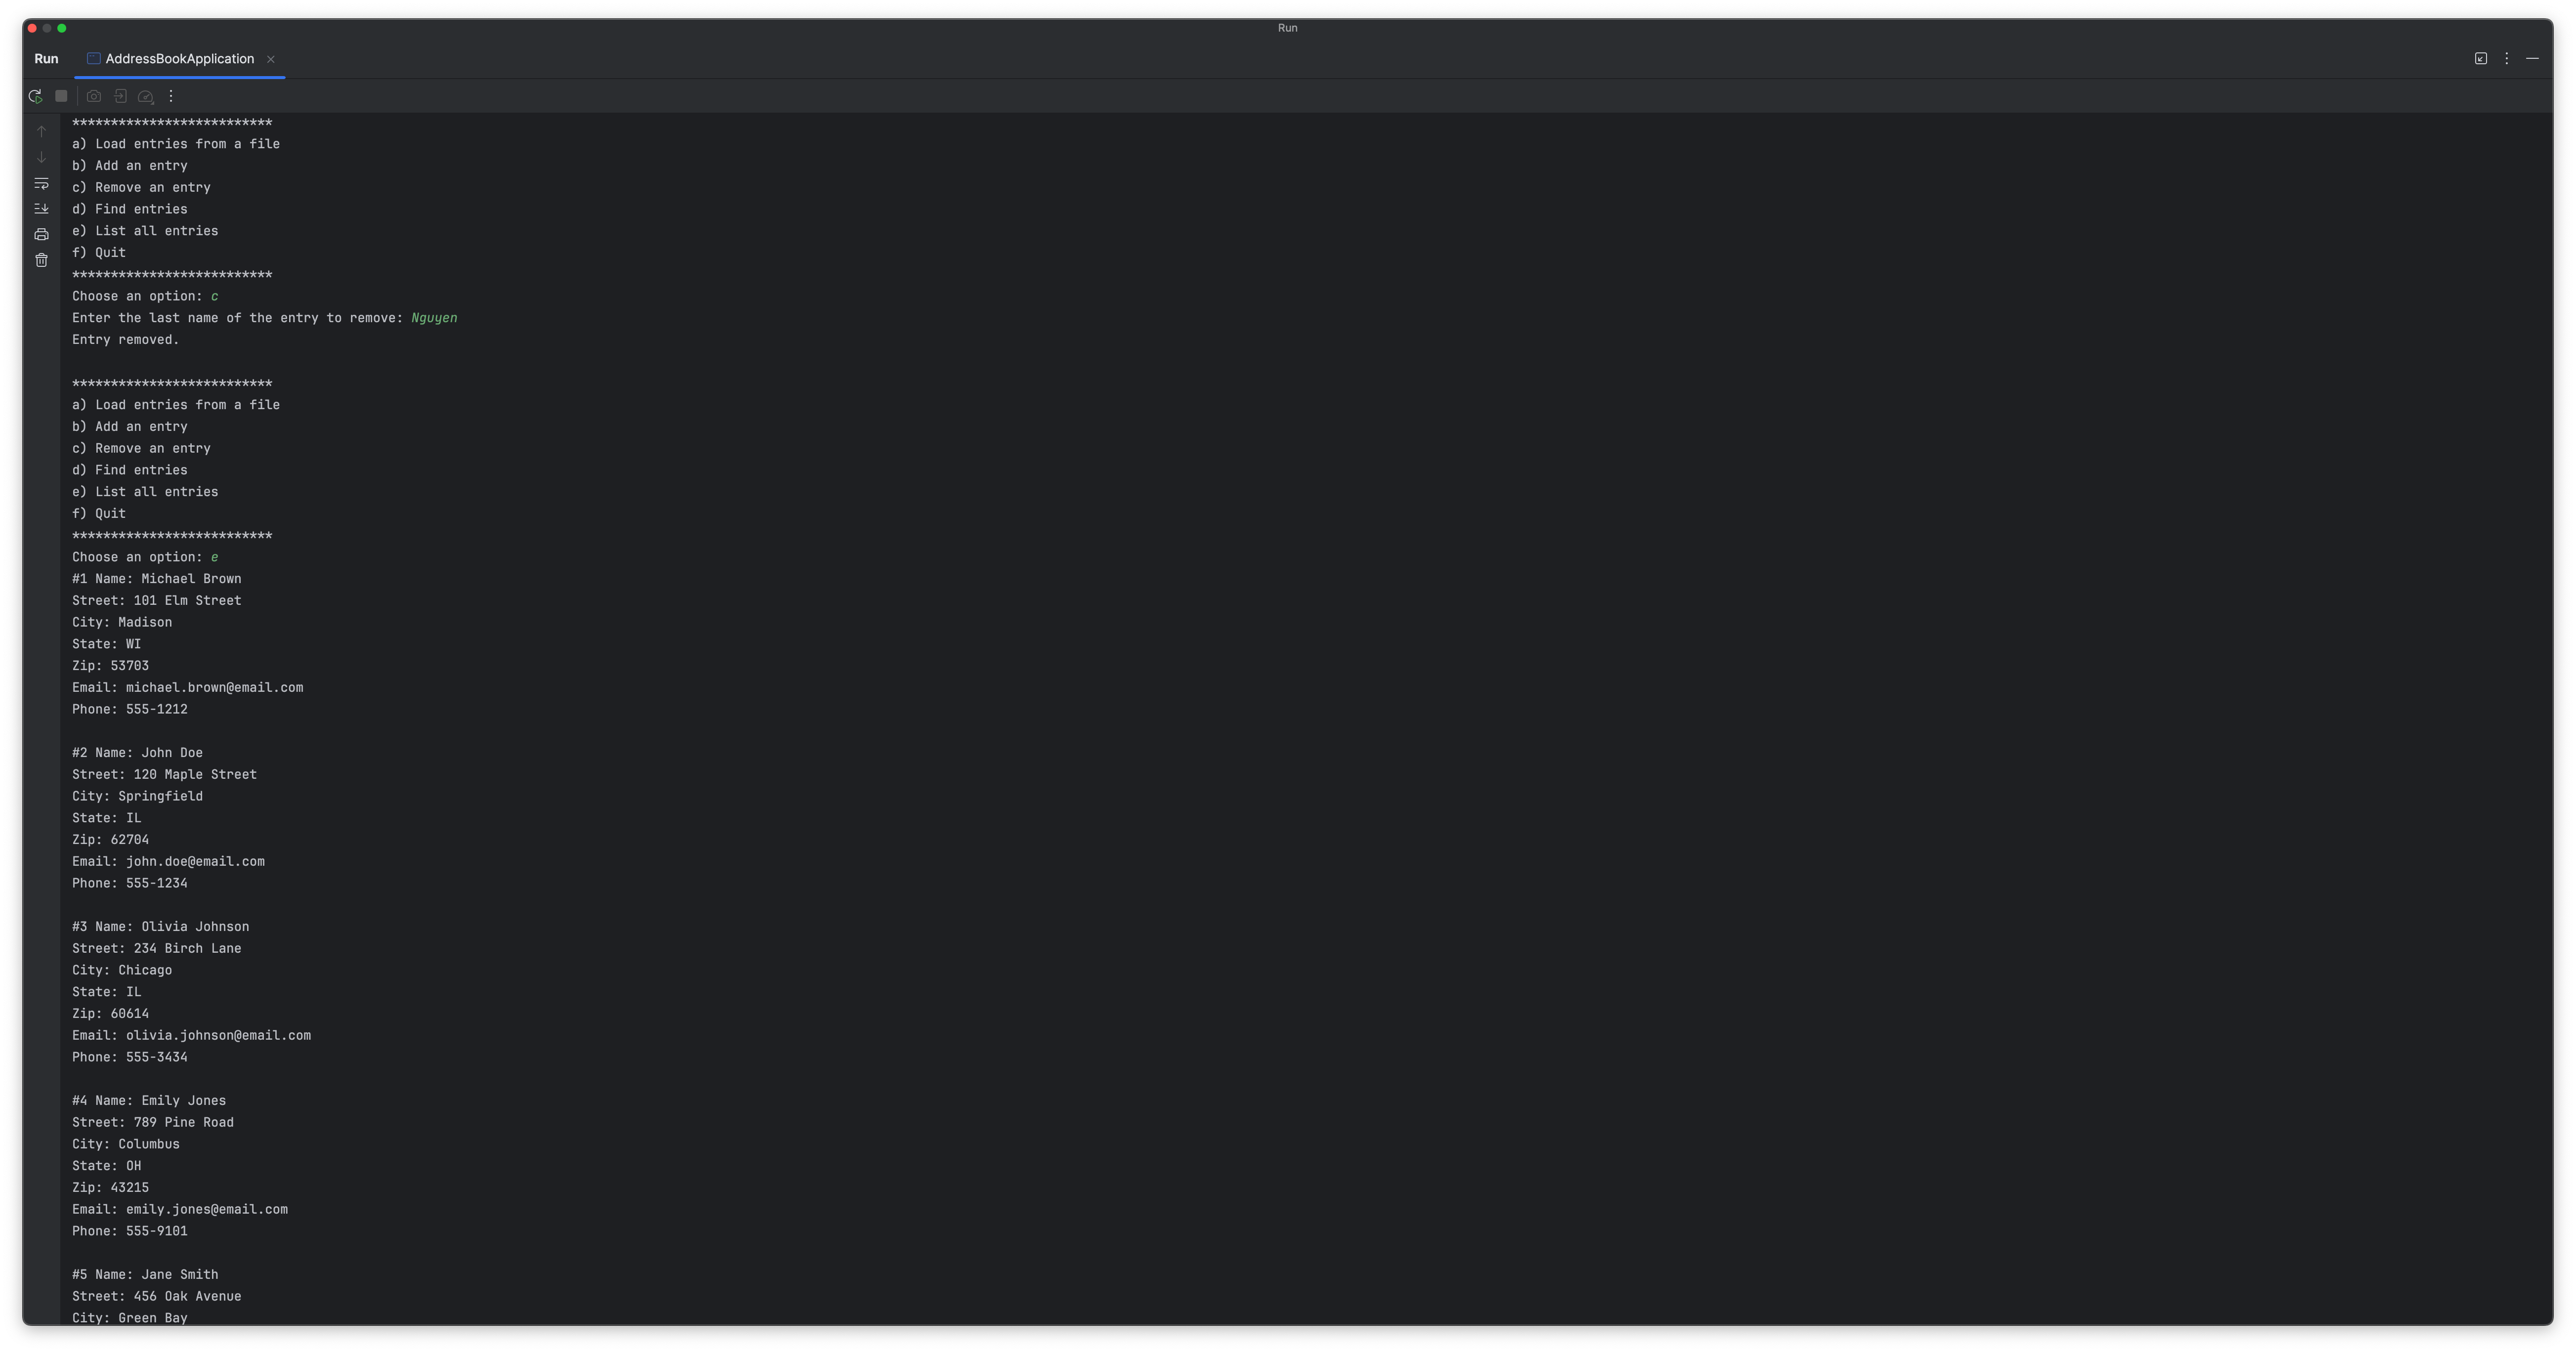 Run
Run AddressBookApplication
**************************
a) Load entries from a file
b) Add an entry
c) Remove an entry
d) Find entries
e) List all entries
f) Quit
**************************
Choose an option: c
Enter the last name of the entry to remove: Nguyen
Entry removed.
**************************
a) Load entries from a file
b) Add an entry
c) Remove an entry
d) Find entries
e) List all entries
f) Quit
**************************
Choose an option: e
#1 Name: Michael Brown
Street: 101 Elm Street
City: Madison
State: WI
Zip: 53703
Email: michael.brown@email.com
Phone: 555-1212
#2 Name: John Doe
Street: 120 Maple Street
City: Springfield
State: IL
Zip: 62704
Email: john.doe@email.com
Phone: 555-1234
#3 Name: Olivia Johnson
Street: 234 Birch Lane
City: Chicago
State: IL
Zip: 60614
Email: olivia.johnson@email.com
Phone: 555-3434
#4 Name: Emily Jones
Street: 789 Pine Road
City: Columbus
State: OH
Zip: 43215
Email: emily.jones@email.com
Phone: 555-9101
#5 Name: Jane Smith
Street: 456 Oak Avenue
City: Green Bay